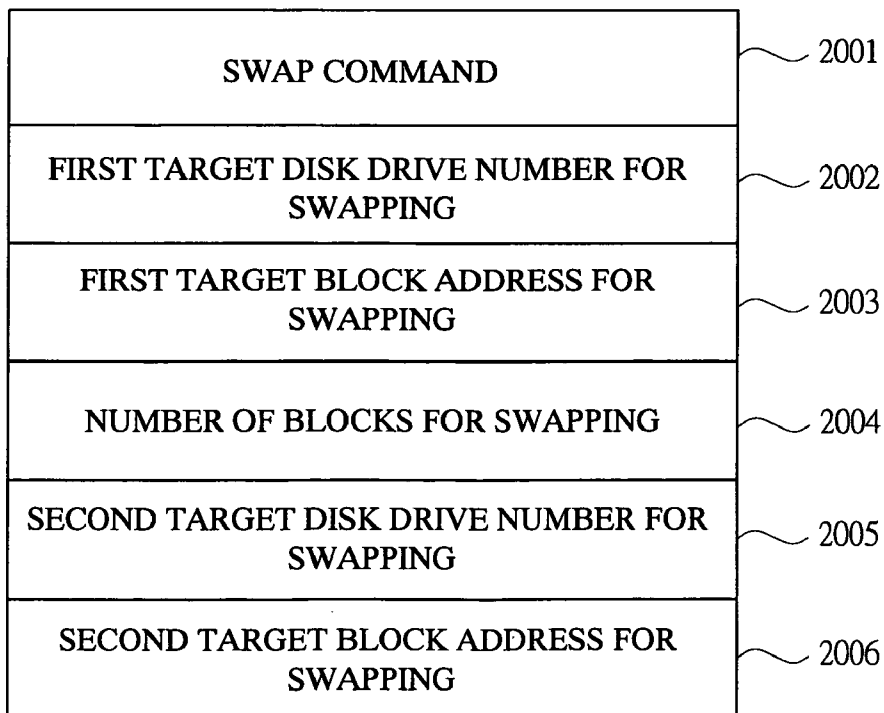 SWAP COMMAND
2001
FIRST TARGET DISK DRIVE NUMBER FOR
SWAPPING
2002
FIRST TARGET BLOCK ADDRESS FOR
SWAPPING
2003
NUMBER OF BLOCKS FOR SWAPPING
2004
SECOND TARGET DISK DRIVE NUMBER FOR
SWAPPING
2005
SECOND TARGET BLOCK ADDRESS FOR
SWAPPING
2006